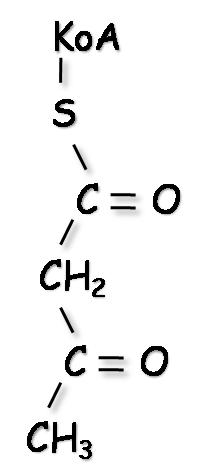 KoA
S
C = O
CH₂
C = O
CH₃